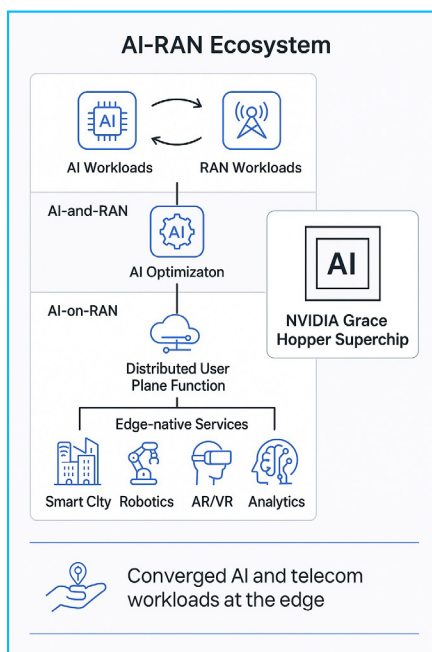 AI-RAN Ecosystem
AI
AI Workloads
RAN Workloads
AI-and-RAN
AI
AI Optimizaton
AI
NVIDIA Grace
Hopper Superchip
AI-on-RAN
Distributed User
Plane Function
Edge-native Services
Smart CIty
Robotics
AR/VR
Analytics
Converged AI and telecom
workloads at the edge